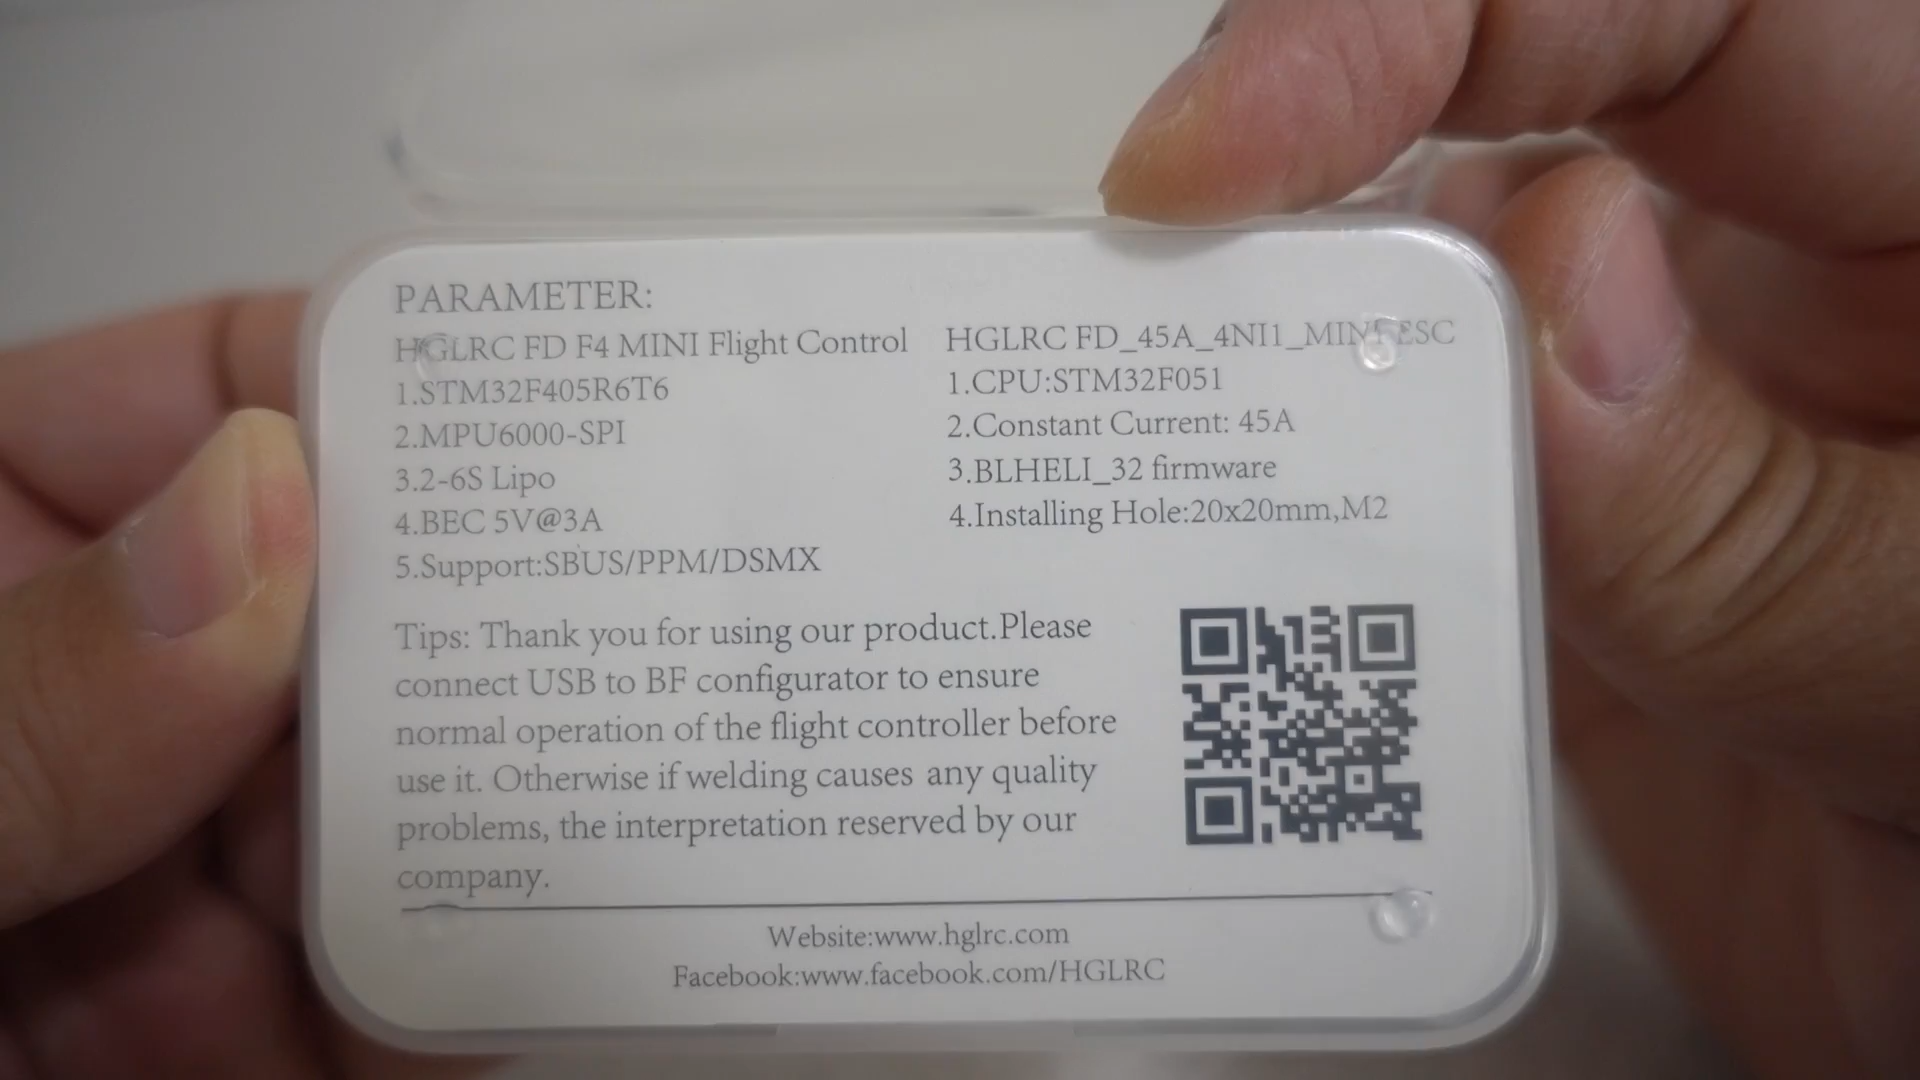 PARAMETER:
HGLRC FD F4 MINI Flight Control
1.STM32F405R6T6
2.MPU6000-SPI
3.2-6S Lipo
4.BEC 5V@3A
5.Support:SBUS/PPM/DSMX
HGLRC FD_45A_4NI1_MINI ESC
1.CPU:STM32F051
2.Constant Current: 45A
3.BLHELI_32 firmware
4.Installing Hole:20x20mm,M2
Tips: Thank you for using our product.Please
connect USB to BF configurator to ensure
normal operation of the flight controller before
use it. Otherwise if welding causes any quality
problems, the interpretation reserved by our
company.
Website:www.hglrc.com
Facebook:www.facebook.com/HGLRC